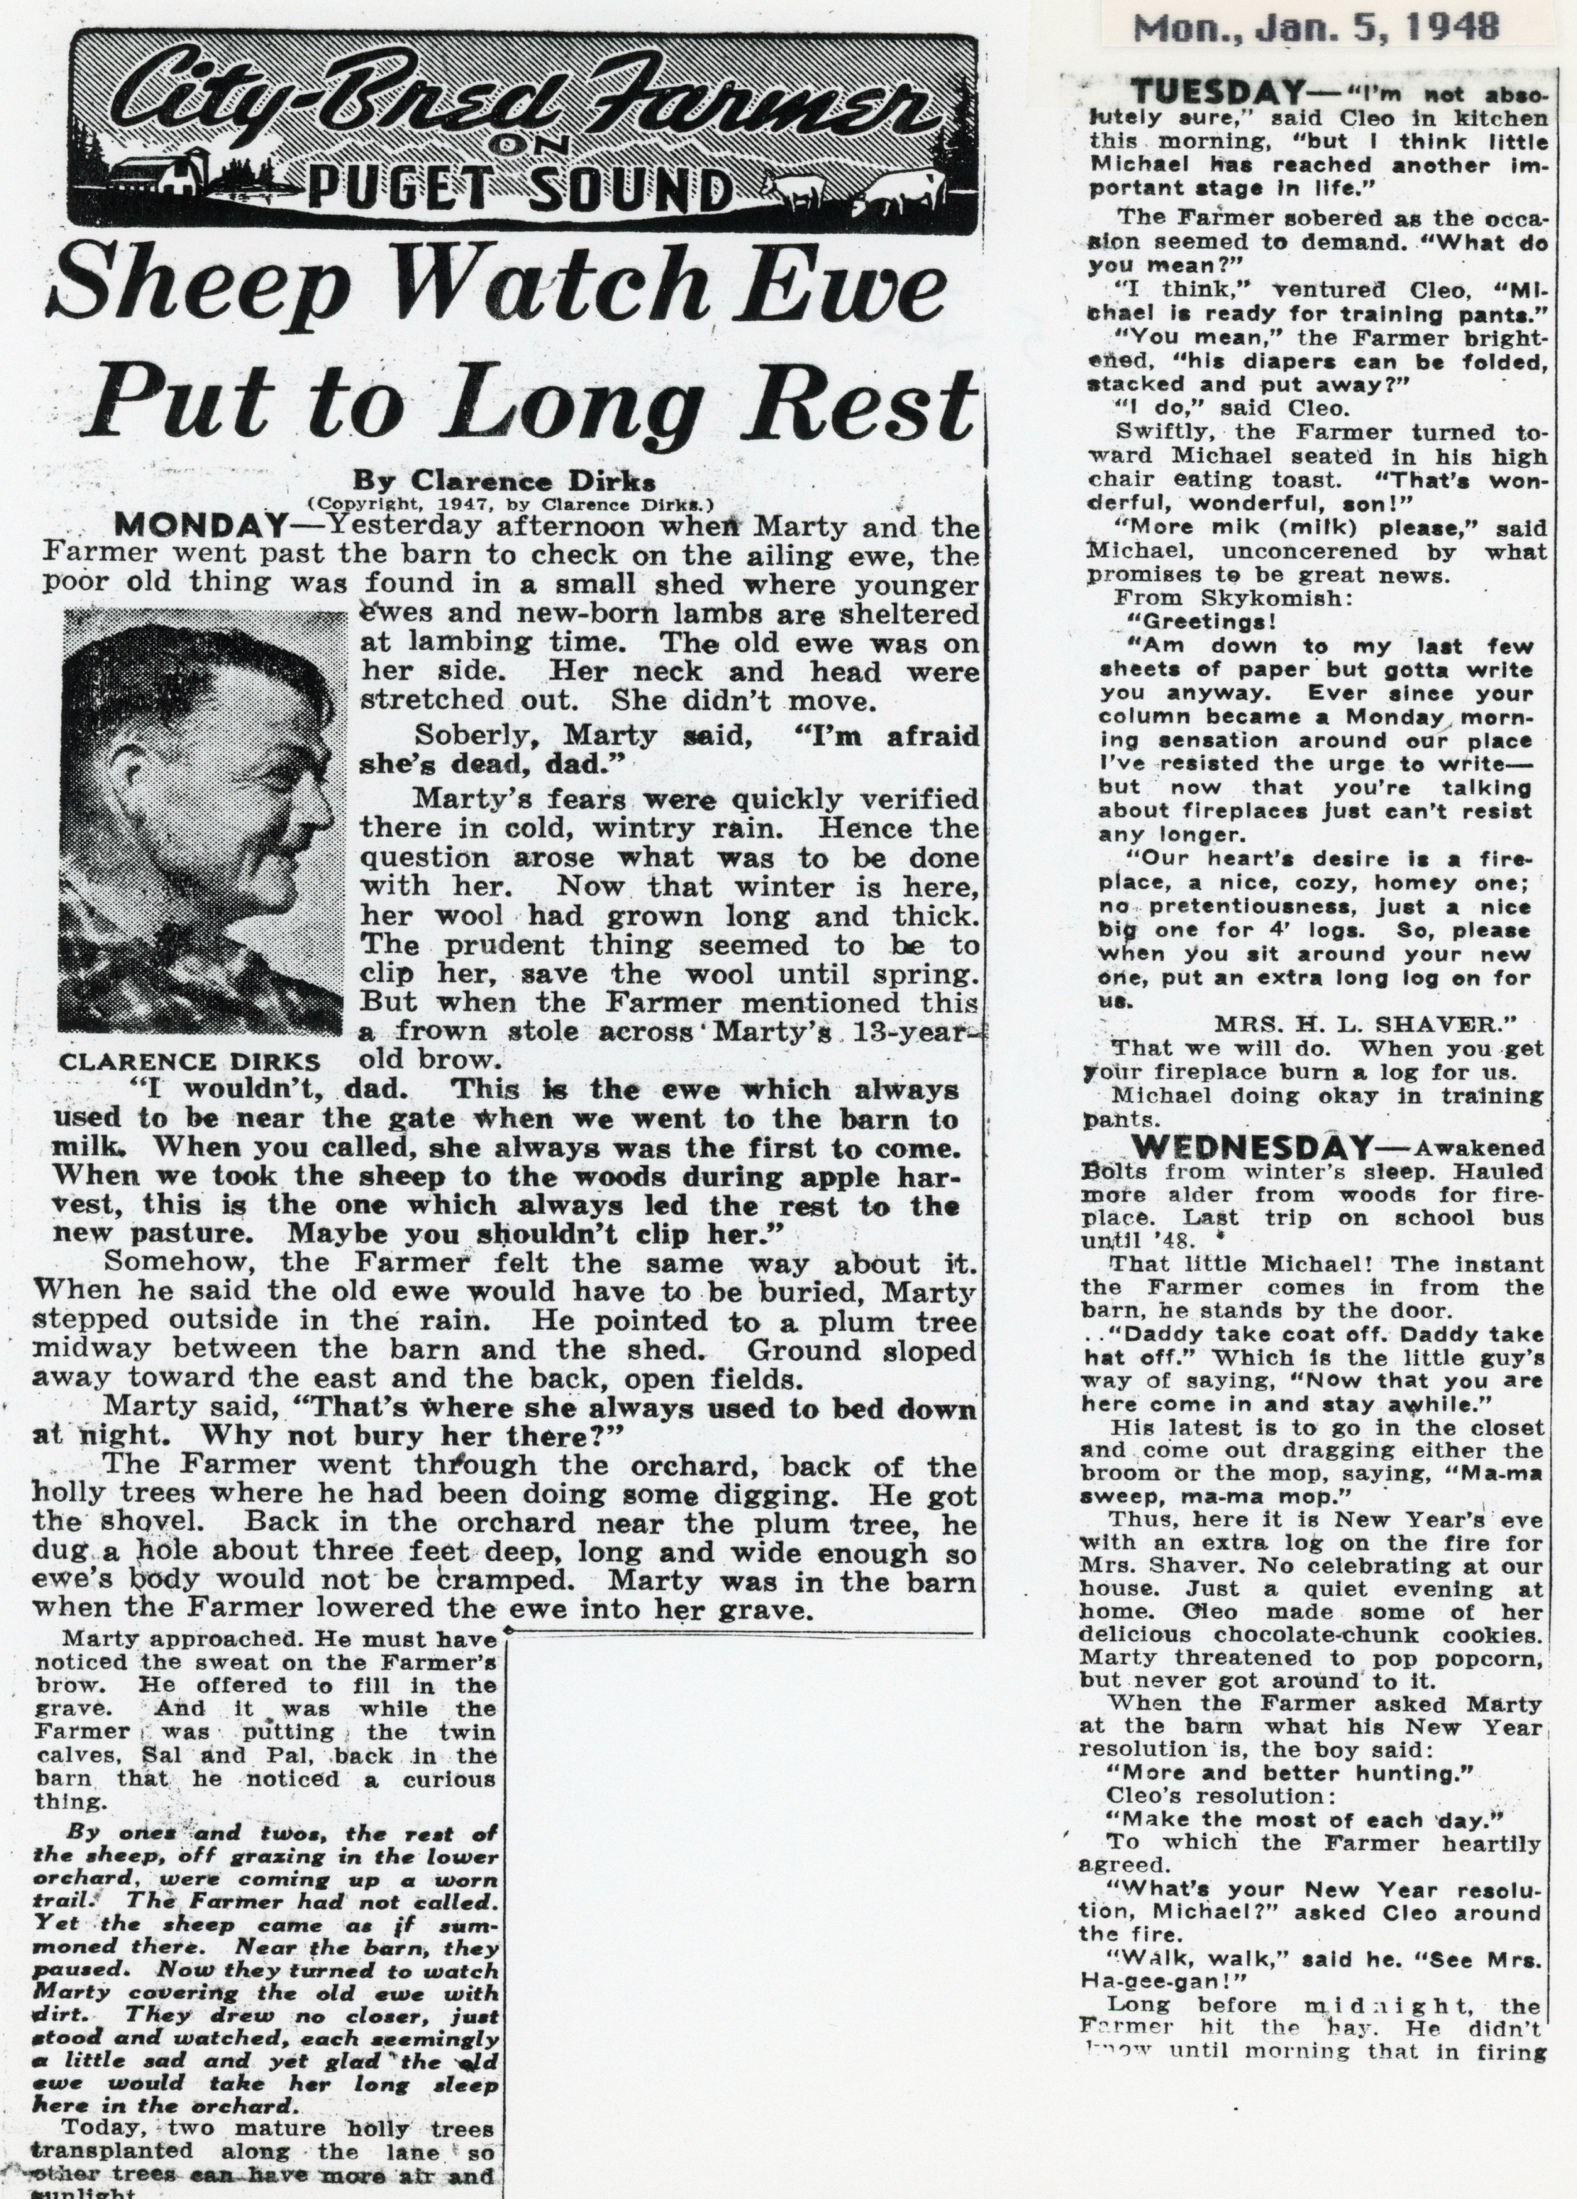 City-Bred Farmer
ON
PUGET SOUND
Sheep Watch Ewe
Put to Long Rest
By Clarence Dirks
(Copyright, 1947, by Clarence Dirks.)
MONDAY—Yesterday afternoon when Marty and the
Farmer went past the barn to check on the ailing ewe, the
poor old thing was found in a small shed where younger
ewes and new-born lambs are sheltered
at lambing time. The old ewe was on
her side. Her neck and head were
stretched out. She didn't move.
Soberly, Marty said, "I'm afraid
she's dead, dad."
Marty's fears were quickly verified
there in cold, wintry rain. Hence the
question arose what was to be done
with her. Now that winter is here,
her wool had grown long and thick.
The prudent thing seemed to be to
clip her, save the wool until spring.
But when the Farmer mentioned this
a frown stole across Marty's 13-year-
old brow.
CLARENCE DIRKS
"I wouldn't, dad. This is the ewe which always
used to be near the gate when we went to the barn to
milk. When you called, she always was the first to come.
When we took the sheep to the woods during apple har-
vest, this is the one which always led the rest to the
new pasture. Maybe you shouldn't clip her."
Somehow, the Farmer felt the same way about it.
When he said the old ewe would have to be buried, Marty
stepped outside in the rain. He pointed to a plum tree
midway between the barn and the shed. Ground sloped
away toward the east and the back, open fields.
Marty said, "That's where she always used to bed down
at night. Why not bury her there?"
The Farmer went through the orchard, back of the
holly trees where he had been doing some digging. He got
the shovel. Back in the orchard near the plum tree, he
dug a hole about three feet deep, long and wide enough so
ewe's body would not be cramped. Marty was in the barn
when the Farmer lowered the ewe into her grave.
Marty approached. He must have
noticed the sweat on the Farmer's
brow. He offered to fill in the
grave. And it was while the
Farmer was putting the twin
calves, Sal and Pal, back in the
barn that he noticed a curious
thing.
By ones and twos, the rest of
the sheep, off grazing in the lower
orchard, were coming up a worn
trail. The Farmer had not called.
Yet the sheep came as if sum-
moned there. Near the barn, they
paused. Now they turned to watch
Marty covering the old ewe with
dirt. They drew no closer, just
stood and watched, each seemingly
a little sad and yet glad the old
ewe would take her long sleep
here in the orchard.
Today, two mature holly trees
transplanted along the lane so
other trees can have more air and
sunlight.
Mon., Jan. 5, 1948
TUESDAY—"I'm not abso-
lutely sure," said Cleo in kitchen
this morning, "but I think little
Michael has reached another im-
portant stage in life."
The Farmer sobered as the occa-
sion seemed to demand. "What do
you mean?"
"I think," ventured Cleo, "Mi-
chael is ready for training pants."
"You mean," the Farmer bright-
ened, "his diapers can be folded,
stacked and put away?"
"I do," said Cleo.
Swiftly, the Farmer turned to-
ward Michael seated in his high
chair eating toast. "That's won-
derful, wonderful, son!"
"More mik (milk) please," said
Michael, unconcerened by what
promises to be great news.
From Skykomish:
"Greetings!
"Am down to my last few
sheets of paper but gotta write
you anyway. Ever since your
column became a Monday morn-
ing sensation around our place
I've resisted the urge to write—
but now that you're talking
about fireplaces just can't resist
any longer.
"Our heart's desire is a fire-
place, a nice, cozy, homey one;
no pretentiousness, just a nice
big one for 4' logs. So, please
when you sit around your new
one, put an extra long log on for
us.
MRS. H. L. SHAVER."
That we will do. When you get
your fireplace burn a log for us.
Michael doing okay in training
pants.
WEDNESDAY—Awakened
Bolts from winter's sleep. Hauled
more alder from woods for fire-
place. Last trip on school bus
until '48.
That little Michael! The instant
the Farmer comes in from the
barn, he stands by the door.
.."Daddy take coat off. Daddy take
hat off." Which is the little guy's
way of saying, "Now that you are
here come in and stay awhile."
His latest is to go in the closet
and come out dragging either the
broom or the mop, saying, "Ma-ma
sweep, ma-ma mop."
Thus, here it is New Year's eve
with an extra log on the fire for
Mrs. Shaver. No celebrating at our
house. Just a quiet evening at
home. Cleo made some of her
delicious chocolate-chunk cookies.
Marty threatened to pop popcorn,
but never got around to it.
When the Farmer asked Marty
at the barn what his New Year
resolution is, the boy said:
"More and better hunting."
Cleo's resolution:
"Make the most of each day."
To which the Farmer heartily
agreed.
"What's your New Year resolu-
tion, Michael?" asked Cleo around
the fire.
"Walk, walk," said he. "See Mrs.
Ha-gee-gan!"
Long before midnight, the
Farmer hit the hay. He didn't
know until morning that in firing